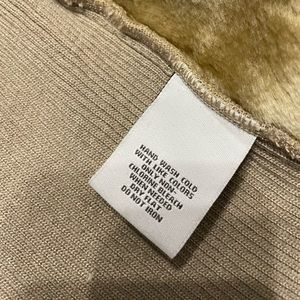 HAND WASH COLD
WITH LIKE COLORS
ONLY NON-
CHLORINE BLEACH
WHEN NEEDED
DRY FLAT
DO NOT IRON